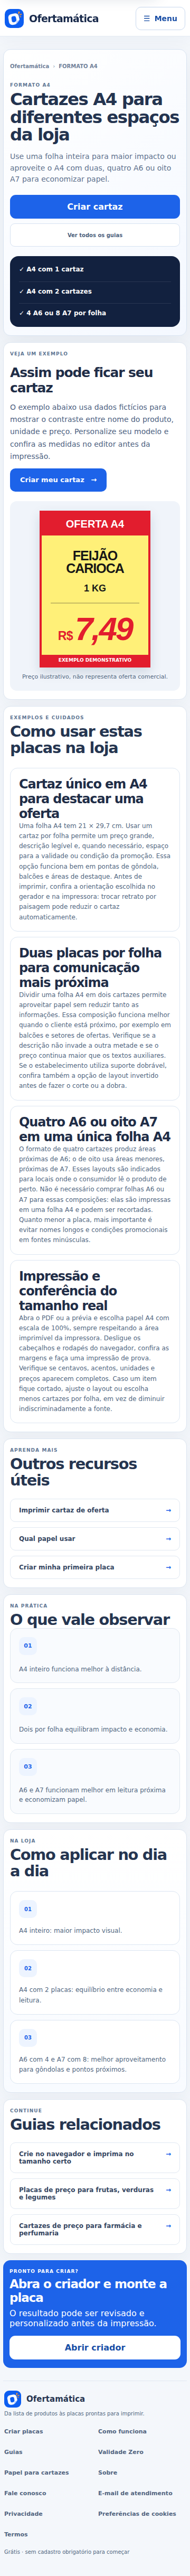 Ofertamática
☰ Menu
Ofertamática › FORMATO A4
FORMATO A4
Cartazes A4 para
diferentes espaços
da loja
Use uma folha inteira para maior impacto ou
aproveite o A4 com duas, quatro A6 ou oito
A7 para economizar papel.
Criar cartaz
Ver todos os guias
✓ A4 com 1 cartaz
✓ A4 com 2 cartazes
✓ 4 A6 ou 8 A7 por folha
VEJA UM EXEMPLO
Assim pode ficar seu
cartaz
O exemplo abaixo usa dados fictícios para
mostrar o contraste entre nome do produto,
unidade e preço. Personalize seu modelo e
confira as medidas no editor antes da
impressão.
Criar meu cartaz →
OFERTA A4
FEIJÃO
CARIOCA
1 KG
R$ 7,49
EXEMPLO DEMONSTRATIVO
Preço ilustrativo, não representa oferta comercial.
EXEMPLOS E CUIDADOS
Como usar estas
placas na loja
Cartaz único em A4
para destacar uma
oferta
Uma folha A4 tem 21 × 29,7 cm. Usar um
cartaz por folha permite um preço grande,
descrição legível e, quando necessário, espaço
para a validade ou condição da promoção. Essa
opção funciona bem em pontas de gôndola,
balcões e áreas de destaque. Antes de
imprimir, confira a orientação escolhida no
gerador e na impressora: trocar retrato por
paisagem pode reduzir o cartaz
automaticamente.
Duas placas por folha
para comunicação
mais próxima
Dividir uma folha A4 em dois cartazes permite
aproveitar papel sem reduzir tanto as
informações. Essa composição funciona melhor
quando o cliente está próximo, por exemplo em
balcões e setores de ofertas. Verifique se a
descrição não invade a outra metade e se o
preço continua maior que os textos auxiliares.
Se o estabelecimento utiliza suporte dobrável,
confira também a opção de layout invertido
antes de fazer o corte ou a dobra.
Quatro A6 ou oito A7
em uma única folha A4
O formato de quatro cartazes produz áreas
próximas de A6; o de oito usa áreas menores,
próximas de A7. Esses layouts são indicados
para locais onde o consumidor lê o produto de
perto. Não é necessário comprar folhas A6 ou
A7 para essas composições: elas são impressas
em uma folha A4 e podem ser recortadas.
Quanto menor a placa, mais importante é
evitar nomes longos e condições promocionais
em fontes minúsculas.
Impressão e
conferência do
tamanho real
Abra o PDF ou a prévia e escolha papel A4 com
escala de 100%, sempre respeitando a área
imprimível da impressora. Desligue os
cabeçalhos e rodapés do navegador, confira as
margens e faça uma impressão de prova.
Verifique se centavos, acentos, unidades e
preços aparecem completos. Caso um item
fique cortado, ajuste o layout ou escolha
menos cartazes por folha, em vez de diminuir
indiscriminadamente a fonte.
APRENDA MAIS
Outros recursos
úteis
Imprimir cartaz de oferta →
Qual papel usar →
Criar minha primeira placa →
NA PRÁTICA
O que vale observar
01
A4 inteiro funciona melhor à distância.
02
Dois por folha equilibram impacto e economia.
03
A6 e A7 funcionam melhor em leitura próxima
e economizam papel.
NA LOJA
Como aplicar no dia
a dia
01
A4 inteiro: maior impacto visual.
02
A4 com 2 placas: equilíbrio entre economia e
leitura.
03
A6 com 4 e A7 com 8: melhor aproveitamento
para gôndolas e pontos próximos.
CONTINUE
Guias relacionados
Crie no navegador e imprima no
tamanho certo →
Placas de preço para frutas, verduras
e legumes →
Cartazes de preço para farmácia e
perfumaria →
PRONTO PARA CRIAR?
Abra o criador e monte a
placa
O resultado pode ser revisado e
personalizado antes da impressão.
Abrir criador
Ofertamática
Da lista de produtos às placas prontas para imprimir.
Criar placas Como funciona
Guias Validade Zero
Papel para cartazes Sobre
Fale conosco E-mail de atendimento
Privacidade Preferências de cookies
Termos
Grátis · sem cadastro obrigatório para começar